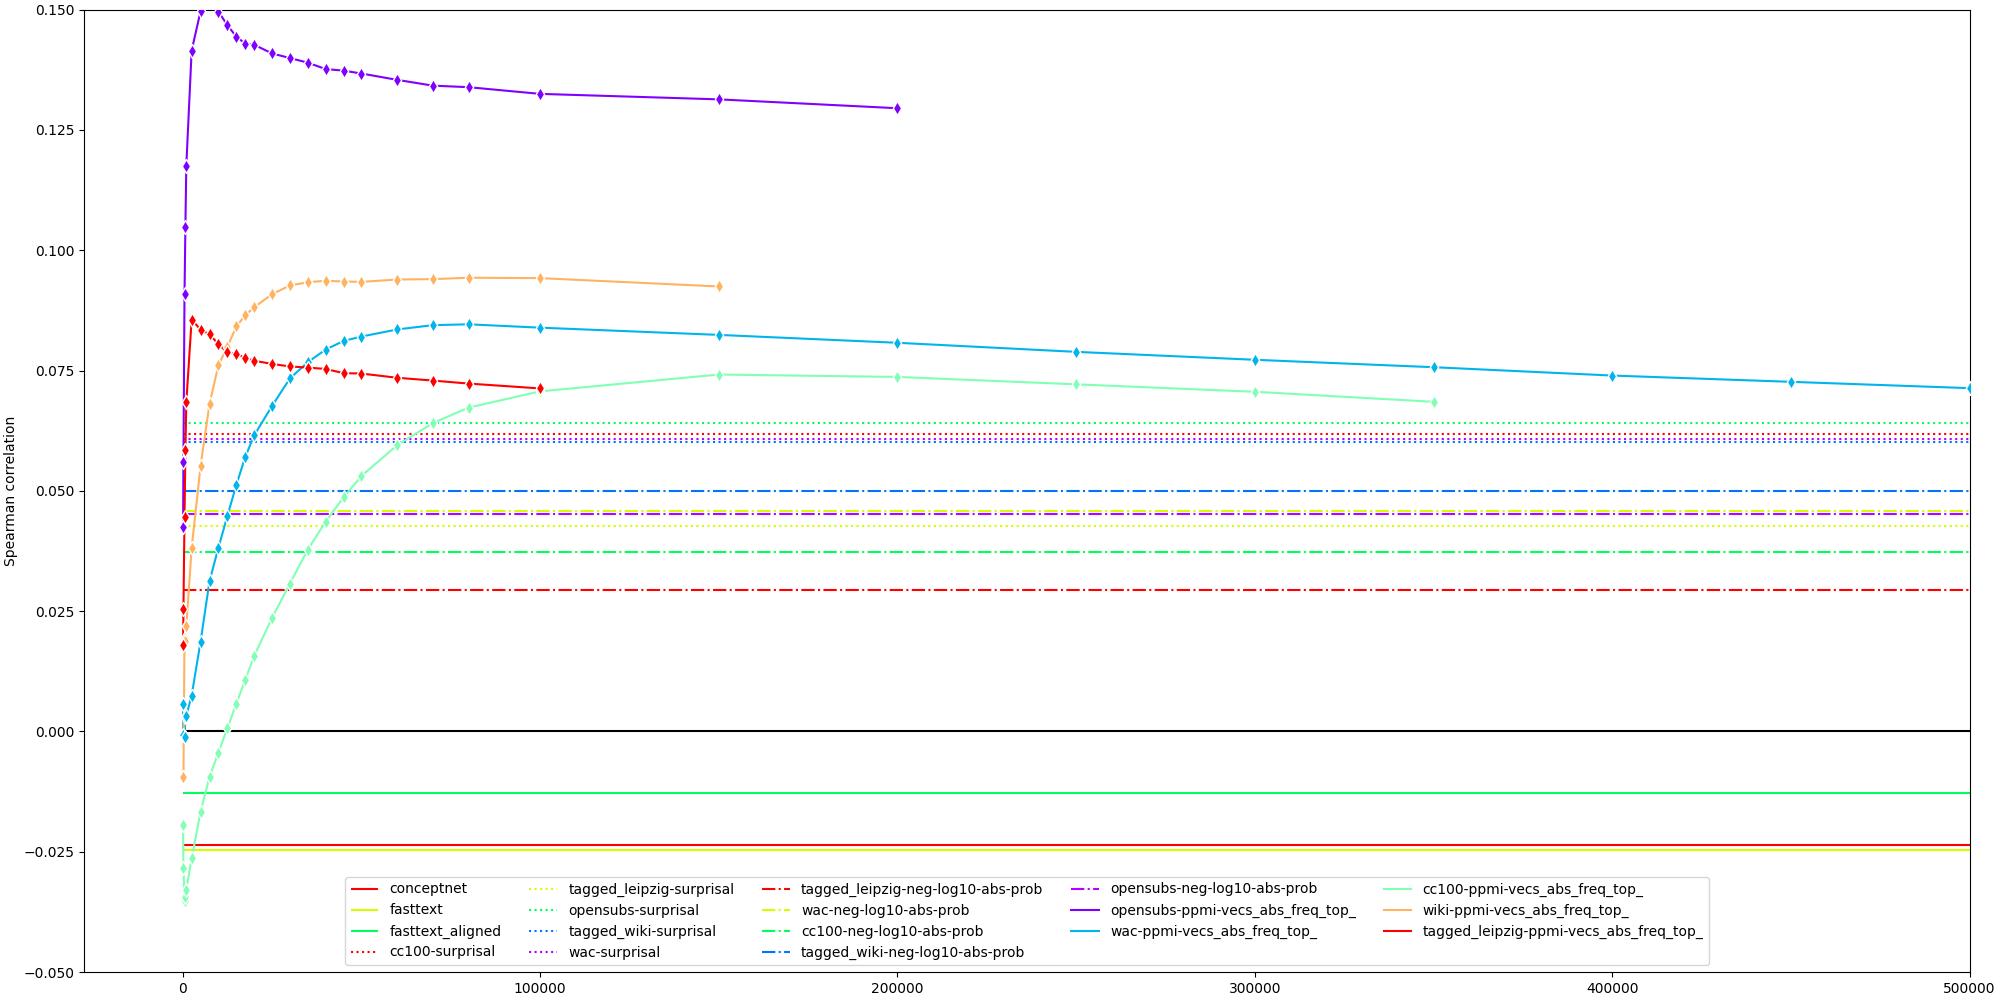 0.150
0.125
0.100
0.075
0.050
0.025
0.000
−0.025
−0.050
Spearman correlation
0
100000
200000
300000
400000
500000
conceptnet
fasttext
fasttext_aligned
cc100-surprisal
tagged_leipzig-surprisal
opensubs-surprisal
tagged_wiki-surprisal
wac-surprisal
tagged_leipzig-neg-log10-abs-prob
wac-neg-log10-abs-prob
cc100-neg-log10-abs-prob
tagged_wiki-neg-log10-abs-prob
opensubs-neg-log10-abs-prob
opensubs-ppmi-vecs_abs_freq_top_
wac-ppmi-vecs_abs_freq_top_
cc100-ppmi-vecs_abs_freq_top_
wiki-ppmi-vecs_abs_freq_top_
tagged_leipzig-ppmi-vecs_abs_freq_top_